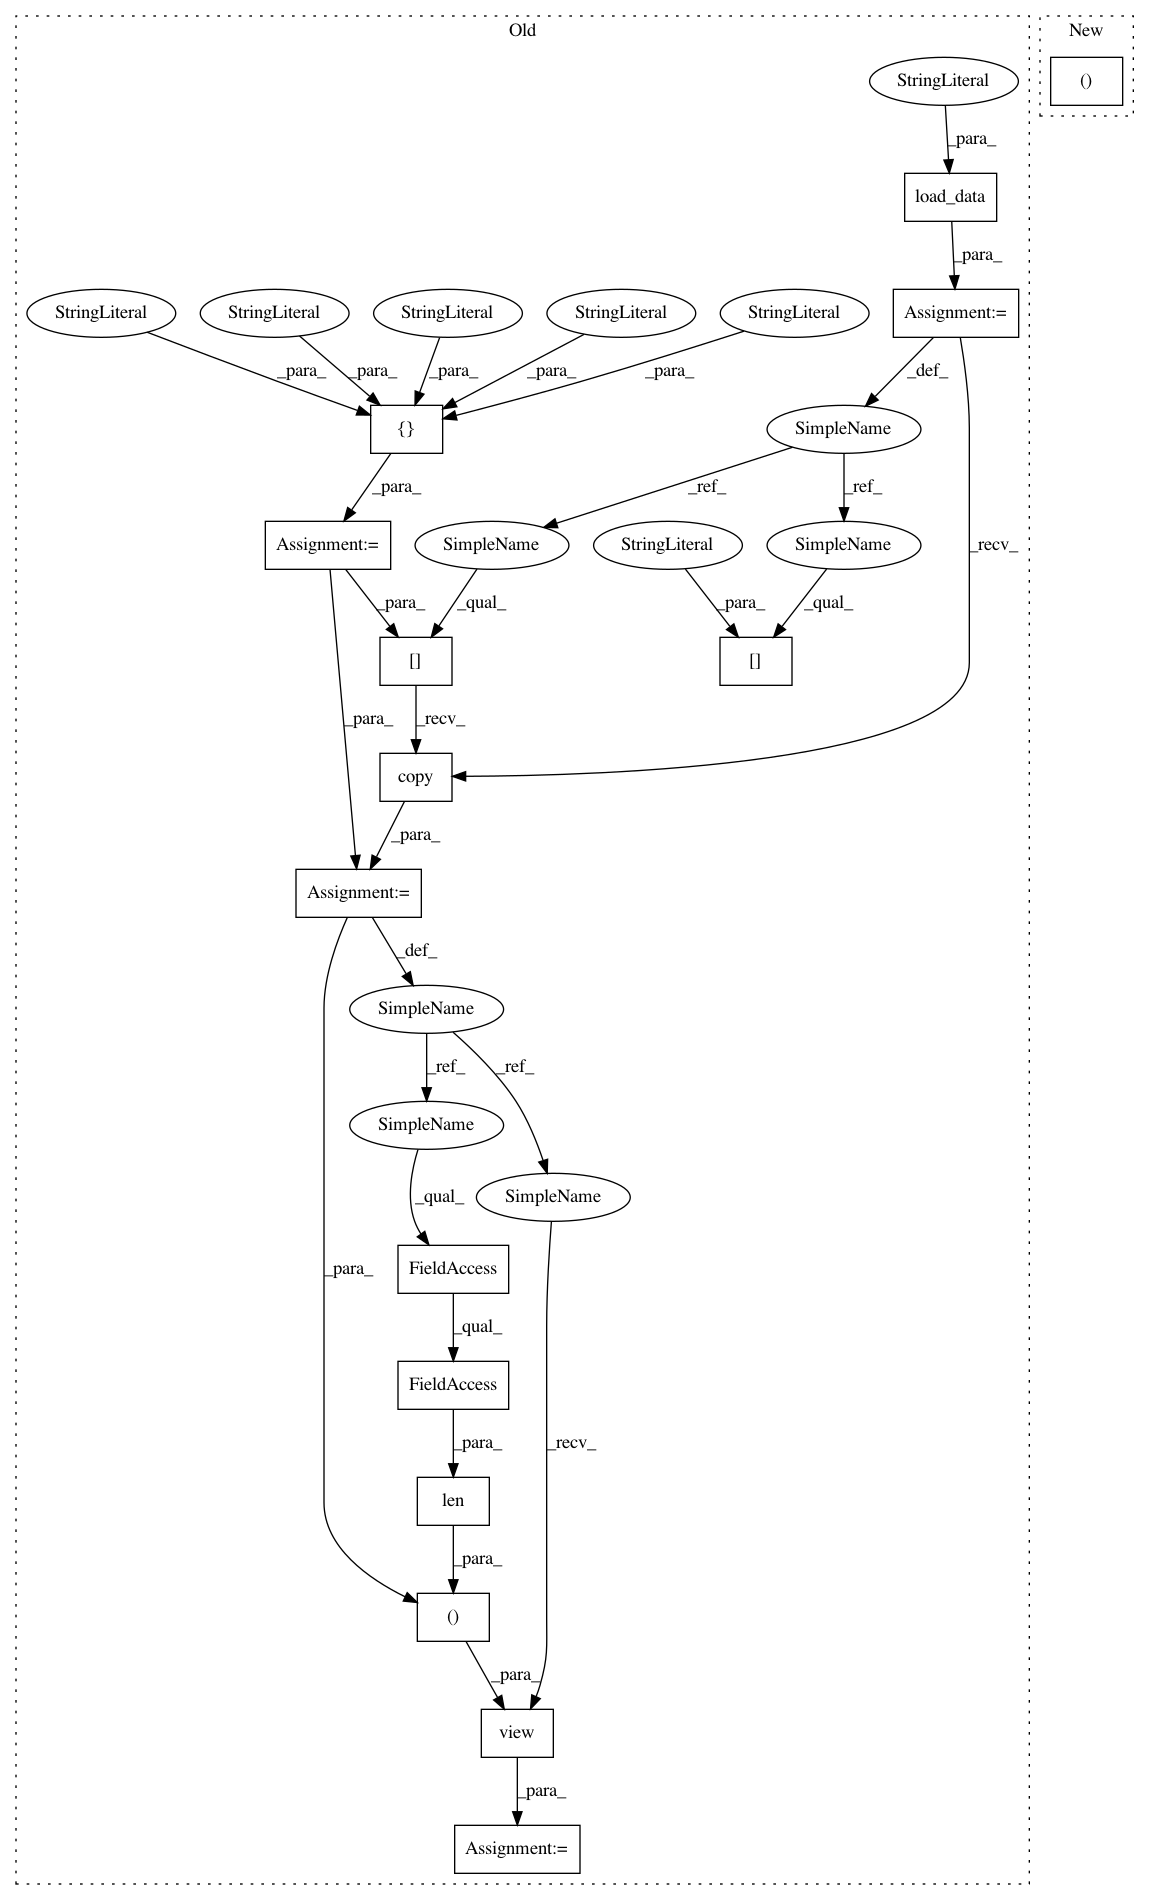 Old
New
StringLiteral
()
_para_
load_data
_para_
StringLiteral
StringLiteral
StringLiteral
StringLiteral
StringLiteral
Assignment:=
_para_
_para_
_para_
_para_
_para_
_def_
{}
SimpleName
_para_
_ref_
_ref_
Assignment:=
SimpleName
StringLiteral
SimpleName
_recv_
_para_
_qual_
_para_
_qual_
[]
[]
_para_
_recv_
copy
_para_
Assignment:=
_def_
SimpleName
_ref_
_ref_
SimpleName
_qual_
SimpleName
_para_
FieldAccess
_qual_
FieldAccess
_para_
_recv_
len
_para_
()
_para_
view
_para_
Assignment:=